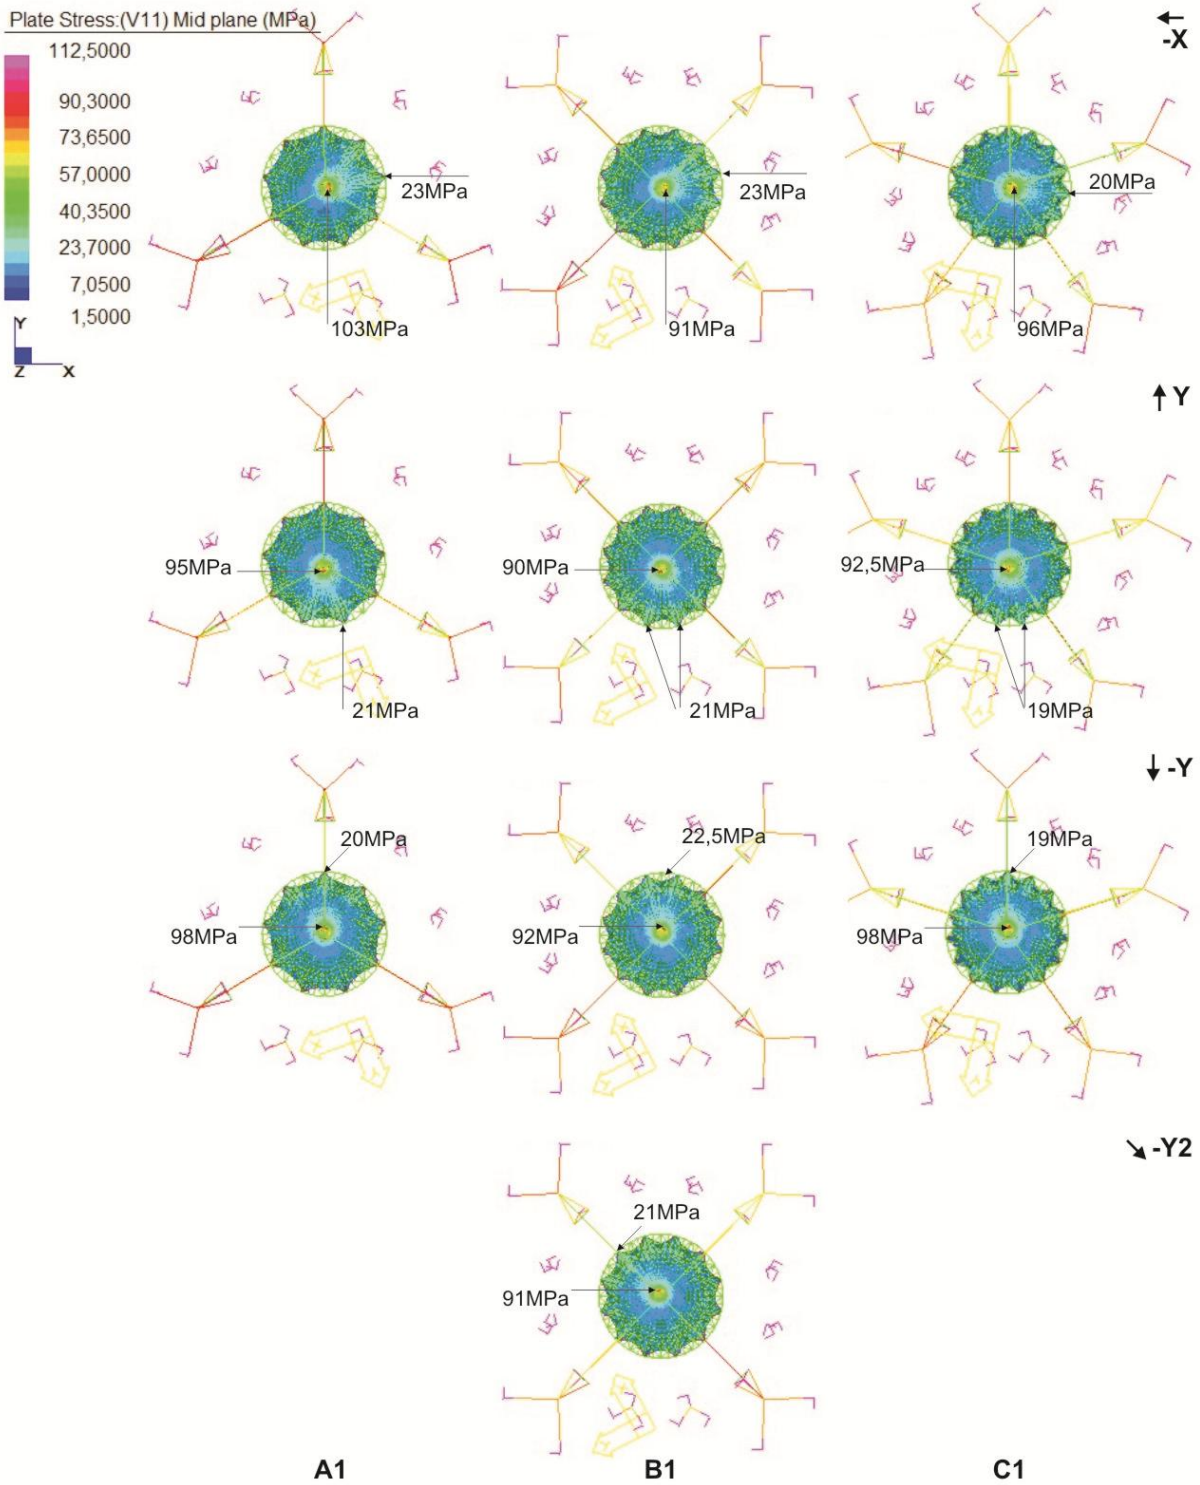 Plate Stress:(V11) Mid plane (MPa)
112,5000
90,3000
73,6500
57,0000
40,3500
23,7000
7,0500
1,5000
Y
Z X
-X
23MPa
103MPa
23MPa
91MPa
20MPa
96MPa
Y
95MPa
21MPa
90MPa
21MPa
92,5MPa
19MPa
-Y
20MPa
98MPa
22,5MPa
92MPa
19MPa
98MPa
-Y2
21MPa
91MPa
A1 B1 C1